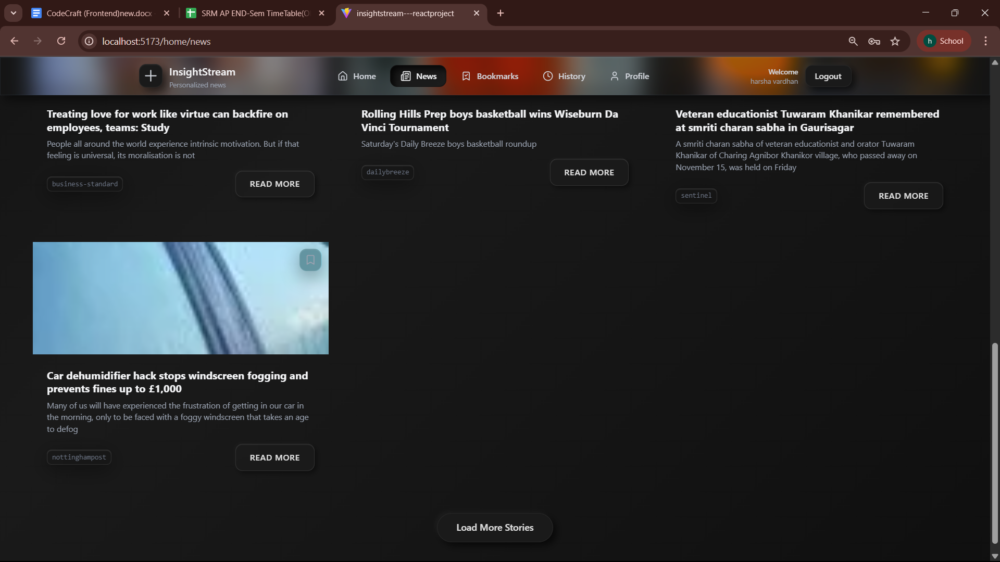 CodeCraft (Frontend)new.docx
SRM AP END-Sem TimeTable(O
insightstream---reactproject
localhost:5173/home/news
h School
InsightStream
Personalized news
Home
News
Bookmarks
History
Profile
Welcome
harsha vardhan
Logout
Treating love for work like virtue can backfire on
employees, teams: Study
People all around the world experience intrinsic motivation. But if that
feeling is universal, its moralisation is not
business-standard
READ MORE
Rolling Hills Prep boys basketball wins Wiseburn Da
Vinci Tournament
Saturday's Daily Breeze boys basketball roundup
dailybreeze
READ MORE
Veteran educationist Tuwaram Khanikar remembered
at smriti charan sabha in Gaurisagar
A smriti charan sabha of veteran educationist and orator Tuwaram
Khanikar of Charing Agnibor Khanikor village, who passed away on
November 15, was held on Friday
sentinel
READ MORE
Car dehumidifier hack stops windscreen fogging and
prevents fines up to £1,000
Many of us will have experienced the frustration of getting in our car in
the morning, only to be faced with a foggy windscreen that takes an age
to defog
nottinghampost
READ MORE
Load More Stories